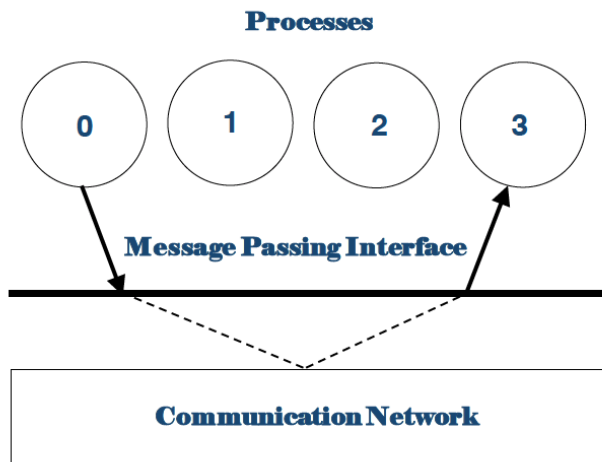 Processes
0 1 2 3
Message Passing Interface
Communication Network